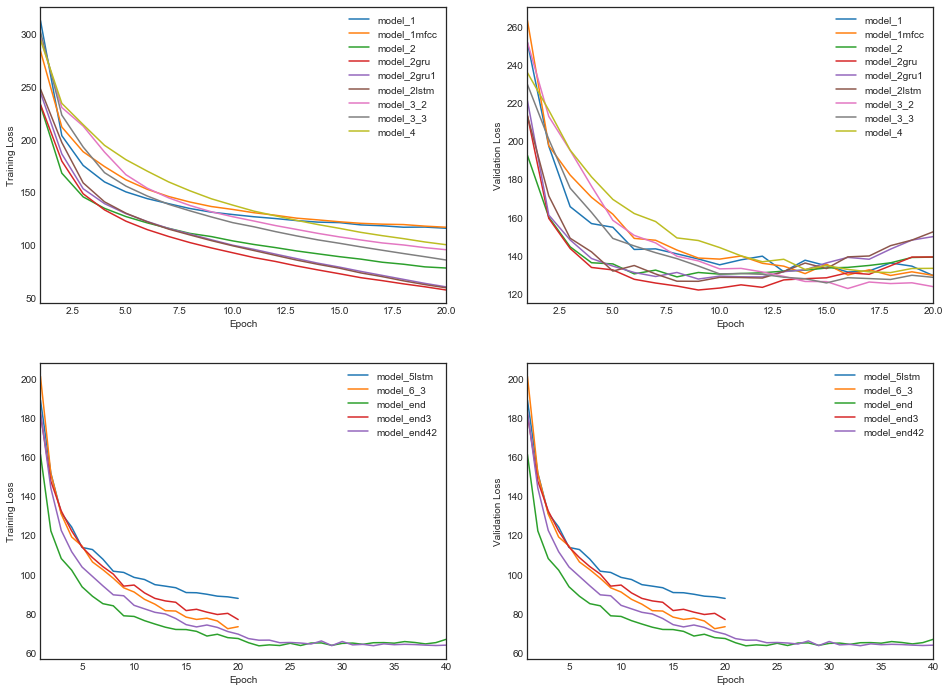 Training Loss
300
250
200
150
100
50
2.5 5.0 7.5 10.0 12.5 15.0 17.5 20.0
Epoch
model_1
model_1mfcc
model_2
model_2gru
model_2gru1
model_2lstm
model_3_2
model_3_3
model_4
Validation Loss
260
240
220
200
180
160
140
120
2.5 5.0 7.5 10.0 12.5 15.0 17.5 20.0
Epoch
model_1
model_1mfcc
model_2
model_2gru
model_2gru1
model_2lstm
model_3_2
model_3_3
model_4
Training Loss
200
180
160
140
120
100
80
60
5 10 15 20 25 30 35 40
Epoch
model_5lstm
model_6_3
model_end
model_end3
model_end42
Validation Loss
200
180
160
140
120
100
80
60
5 10 15 20 25 30 35 40
Epoch
model_5lstm
model_6_3
model_end
model_end3
model_end42